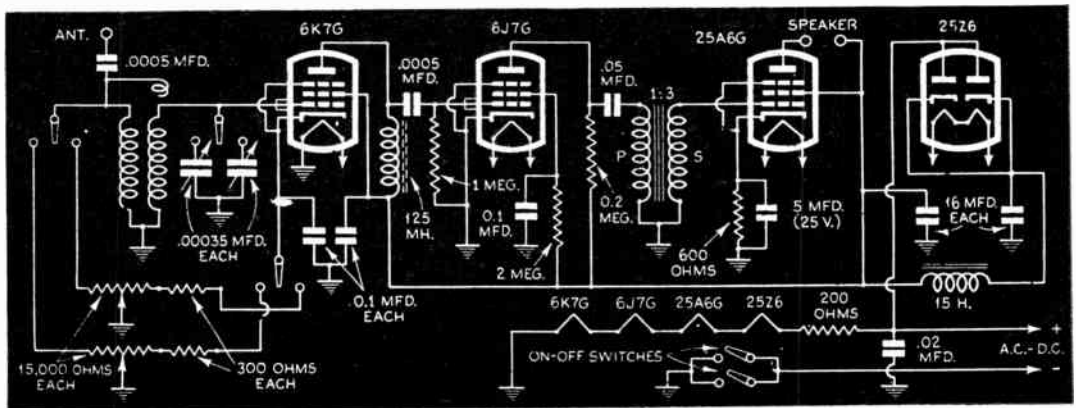 ANT.
.0005 MFD.
6K7G
.0005
MFD.
6J7G
.05
MFD.
1:3
P
S
25A6G
SPEAKER
25Z6
.00035 MFD.
EACH
0.1 MFD.
EACH
1 MEG.
125
MH.
0.1
MFD.
2 MEG.
0.2
MEG.
600
OHMS
5 MFD.
(25 V.)
16 MFD.
EACH
15 H.
15,000 OHMS
EACH
300 OHMS
EACH
6K7G
6J7G
25A6G
25Z6
200
OHMS
ON-OFF SWITCHES
.02
MFD.
+
A.C.-D.C.
-